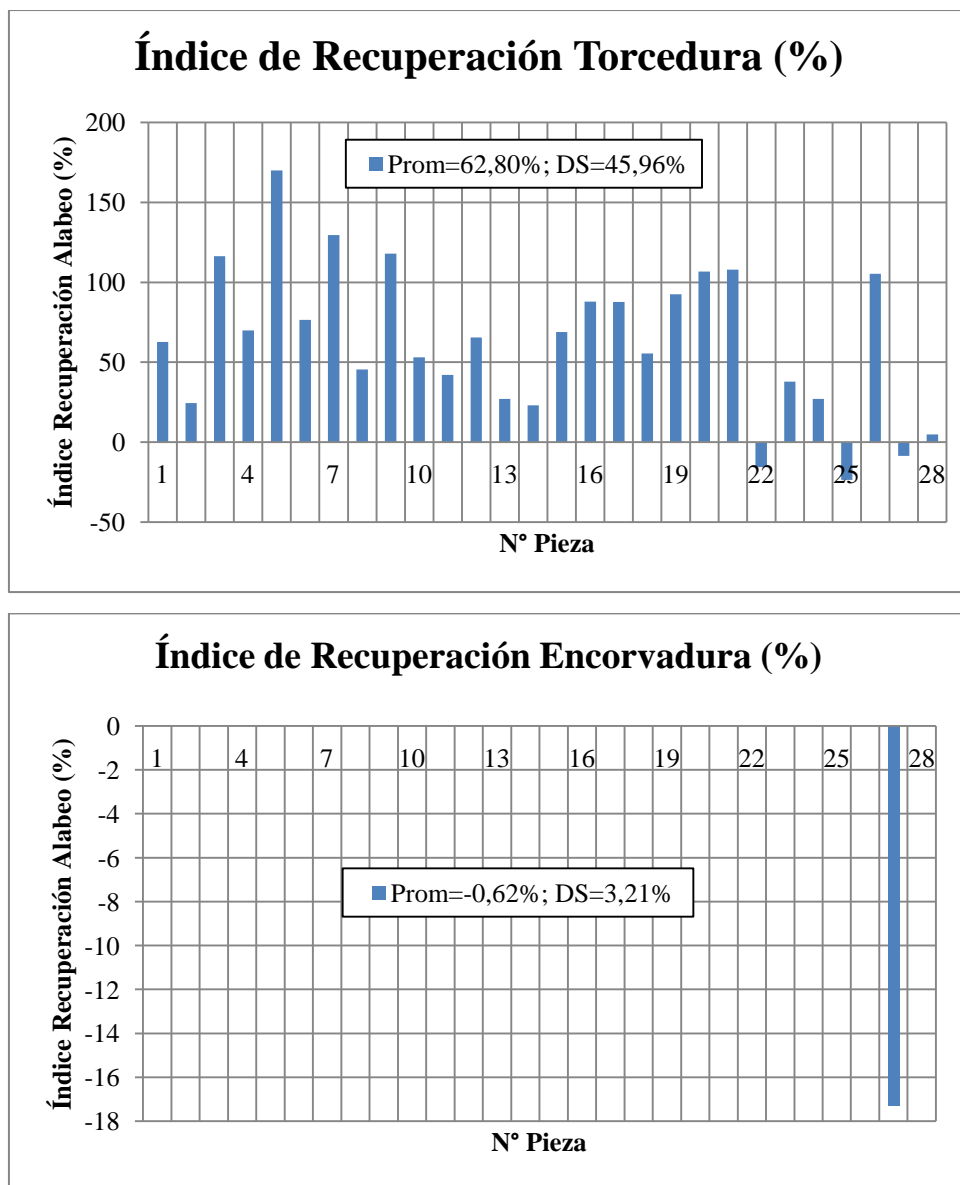 Índice de Recuperación Torcedura (%)
Índice Recuperación Alabeo (%)
200
150
100
50
0
-50
Prom=62,80%; DS=45,96%
1 4 7 10 13 16 19 22 25 28
N° Pieza
Índice de Recuperación Encorvadura (%)
Índice Recuperación Alabeo (%)
0
-2
-4
-6
-8
-10
-12
-14
-16
-18
1 4 7 10 13 16 19 22 25 28
Prom=-0,62%; DS=3,21%
N° Pieza